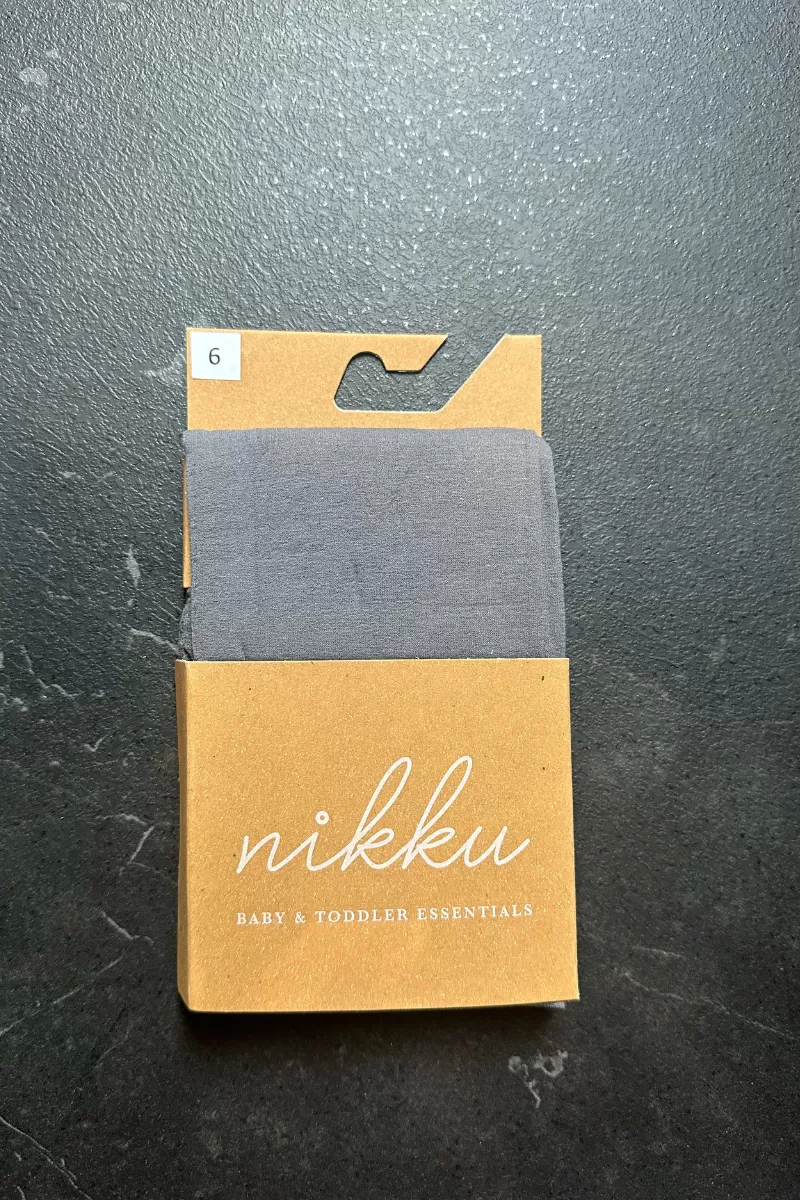 6
nikku
BABY & TODDLER ESSENTIALS